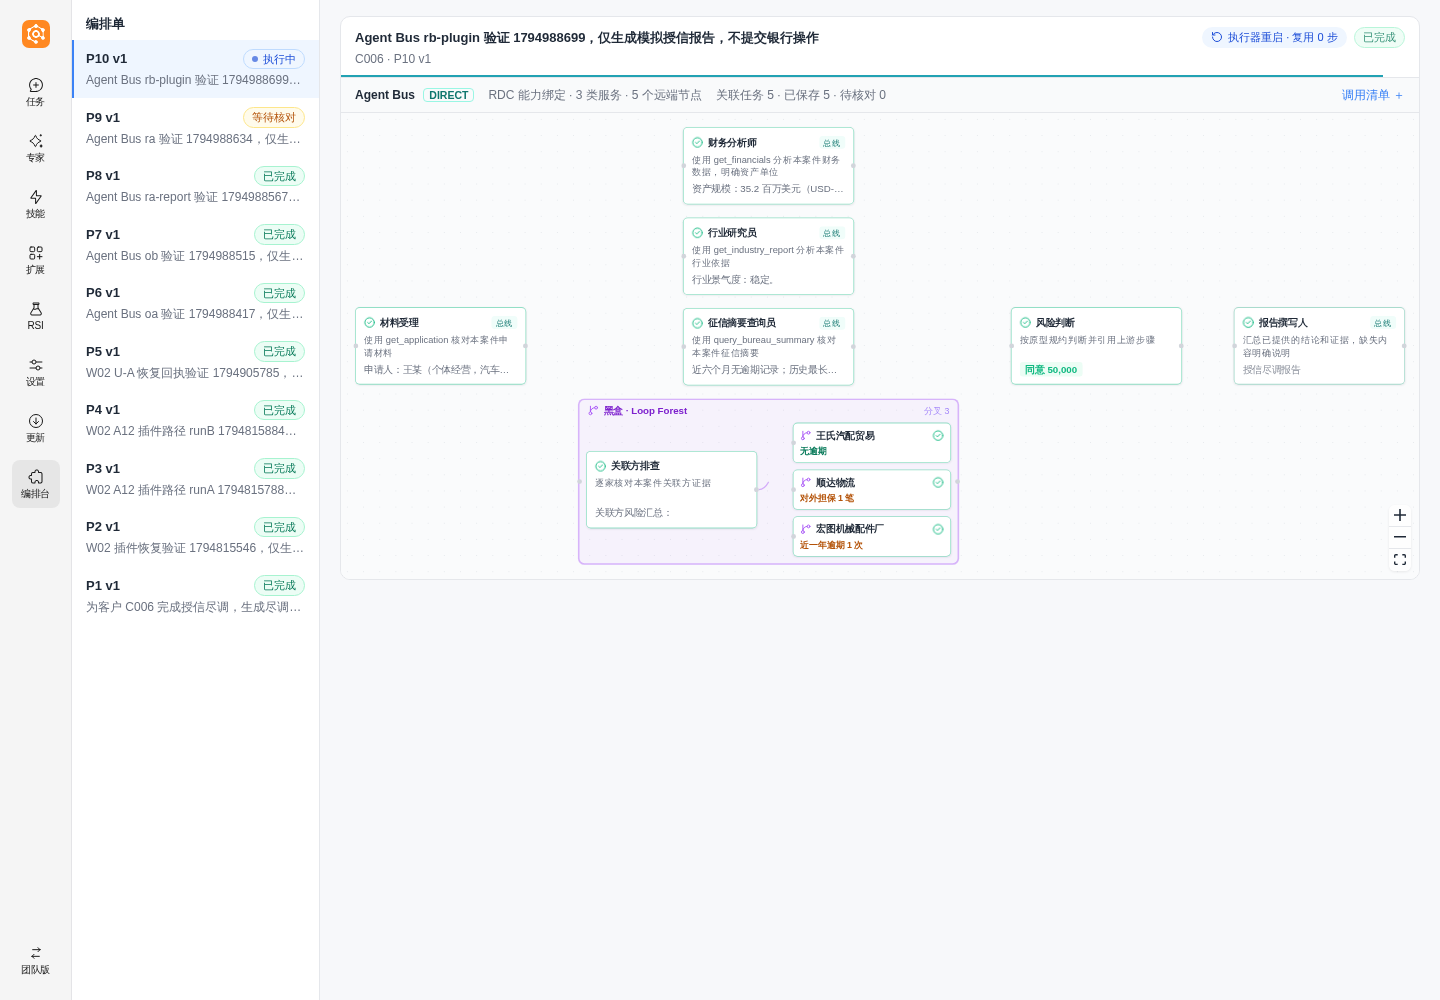 任务
专家
技能
扩展
RSI
设置
更新
编排台
团队版
编排单
P10 v1
执行中
Agent Bus rb-plugin 验证 1794988699…
P9 v1
等待核对
Agent Bus ra 验证 1794988634，仅生…
P8 v1
已完成
Agent Bus ra-report 验证 1794988567…
P7 v1
已完成
Agent Bus ob 验证 1794988515，仅生…
P6 v1
已完成
Agent Bus oa 验证 1794988417，仅生…
P5 v1
已完成
W02 U-A 恢复回执验证 1794905785，…
P4 v1
已完成
W02 A12 插件路径 runB 1794815884…
P3 v1
已完成
W02 A12 插件路径 runA 1794815788…
P2 v1
已完成
W02 插件恢复验证 1794815546，仅生…
P1 v1
已完成
为客户 C006 完成授信尽调，生成尽调…
Agent Bus rb-plugin 验证 1794988699，仅生成模拟授信报告，不提交银行操作
执行器重启 · 复用 0 步
已完成
C006 · P10 v1
Agent Bus DIRECT RDC 能力绑定 · 3 类服务 · 5 个远端节点 关联任务 5 · 已保存 5 · 待核对 0
调用清单 ＋
财务分析师
总线
使用 get_financials 分析本案件财务
数据，明确资产单位
资产规模：35.2 百万美元（USD-…
行业研究员
总线
使用 get_industry_report 分析本案件
行业依据
行业景气度：稳定。
材料受理
总线
使用 get_application 核对本案件申
请材料
申请人：王某（个体经营，汽车…
征信摘要查询员
总线
使用 query_bureau_summary 核对
本案件征信摘要
近六个月无逾期记录；历史最长…
风险判断
按原型规约判断并引用上游步骤
同意 50,000
报告撰写人
总线
汇总已提供的结论和证据，缺失内
容明确说明
授信尽调报告
黑盒 · Loop Forest
分叉 3
关联方排查
逐家核对本案件关联方证据
关联方风险汇总：
王氏汽配贸易
无逾期
顺达物流
对外担保 1 笔
宏图机械配件厂
近一年逾期 1 次